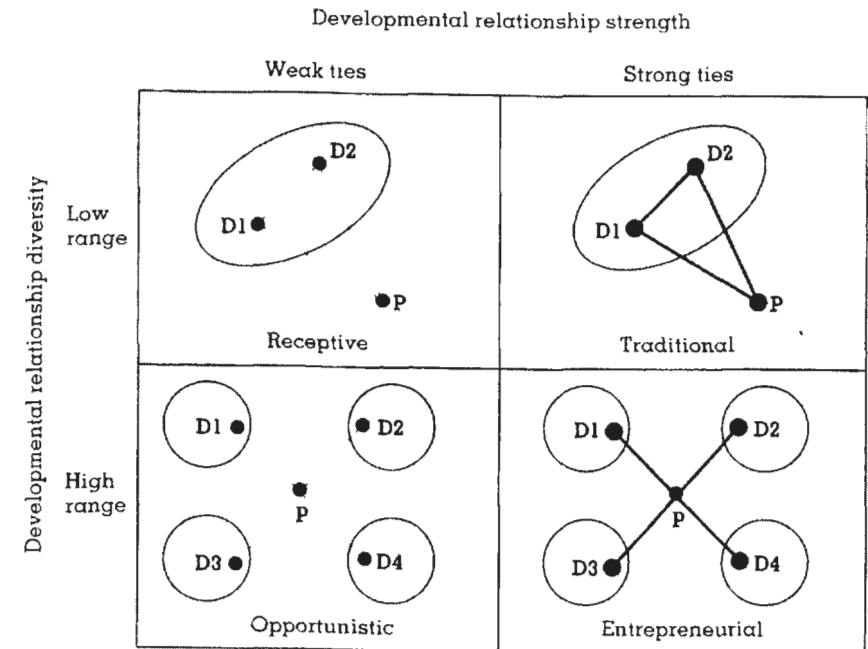 Developmental relationship strength
Weak ties
Strong ties
Developmental relationship diversity
Low
range
D2
D1
P
Receptive
D2
D1
P
Traditional
High
range
D1
D2
P
D3
D4
Opportunistic
D1
D2
P
D3
D4
Entrepreneurial